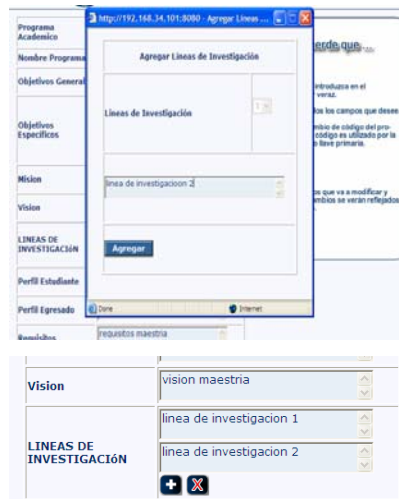 Programa
Academico
Nombre Programa
Objetivos General
Objetivos
Especificos
Mision
Vision
LINEAS DE
INVESTIGACIÓN
Perfil Estudiante
Perfil Egresado
Requisitos
requisitos maestria
http://192.168.34.101:8080 - Agregar Lineas ...
Agregar Lineas de Investigación
Lineas de Investigación
1
linea de investigacioon 2
Agregar
Done
Internet
erde que...
introduzca en el
veraz.
los los campos que desee
mbio de código del pro-
código es utilizado por la
llave primaria.
os que va a modificar y
mbios se verán reflejados
Vision
vision maestria
LINEAS DE
INVESTIGACIóN
linea de investigacion 1
linea de investigacion 2